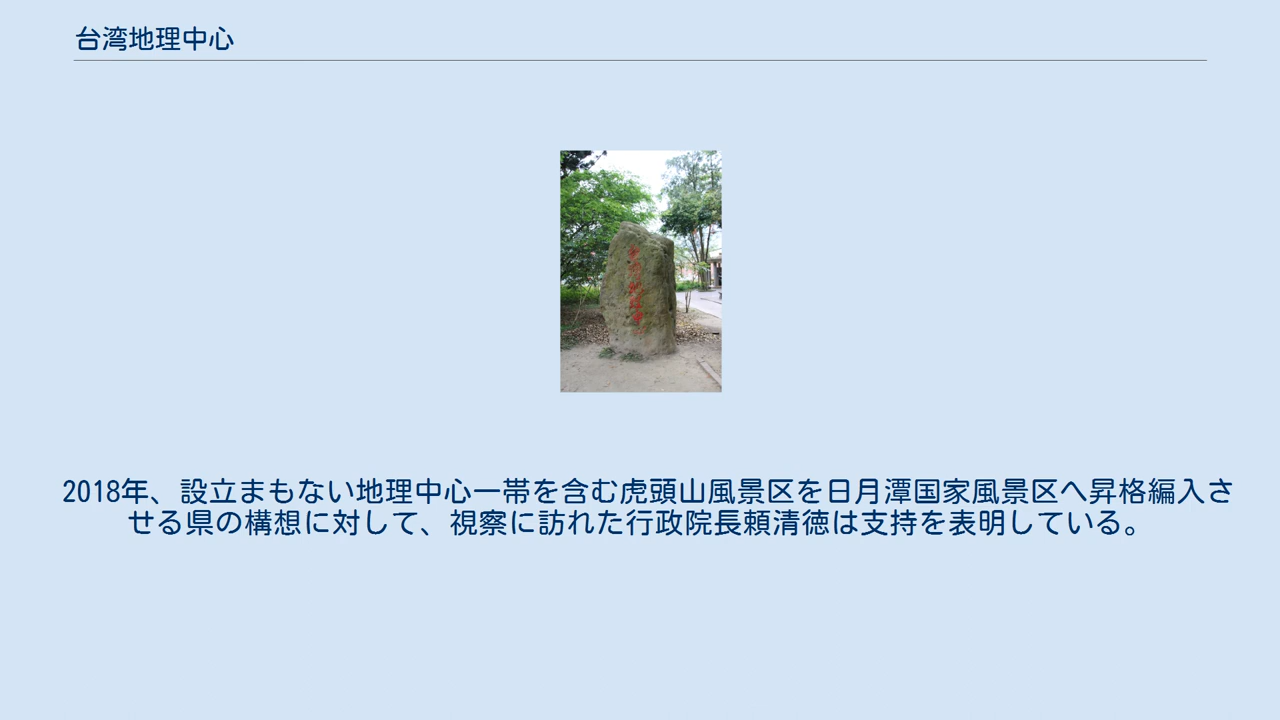 台湾地理中心
2018年、設立まもない地理中心一帯を含む虎頭山風景区を日月潭国家風景区へ昇格編入さ
せる県の構想に対して、視察に訪れた行政院長頼清徳は支持を表明している。